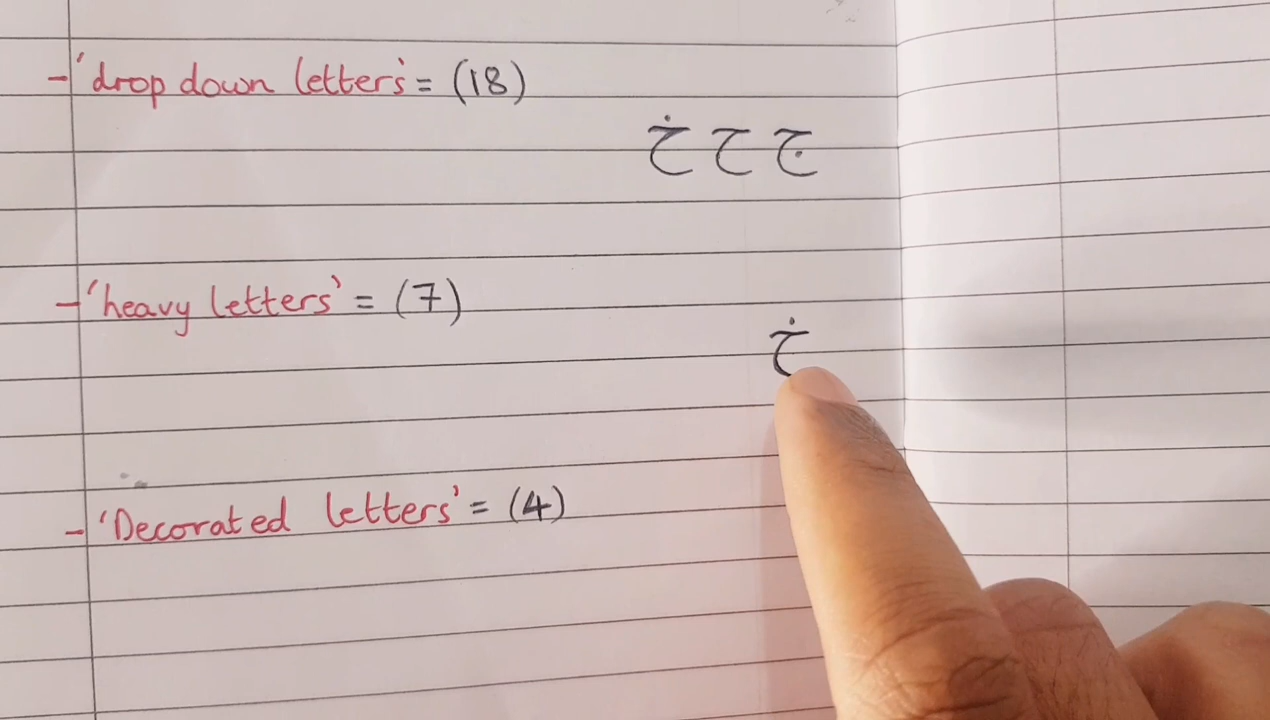 -'drop down letters' = (18)
ج ح خ
-'heavy letters' = (7)
خ
-'Decorated letters' = (4)